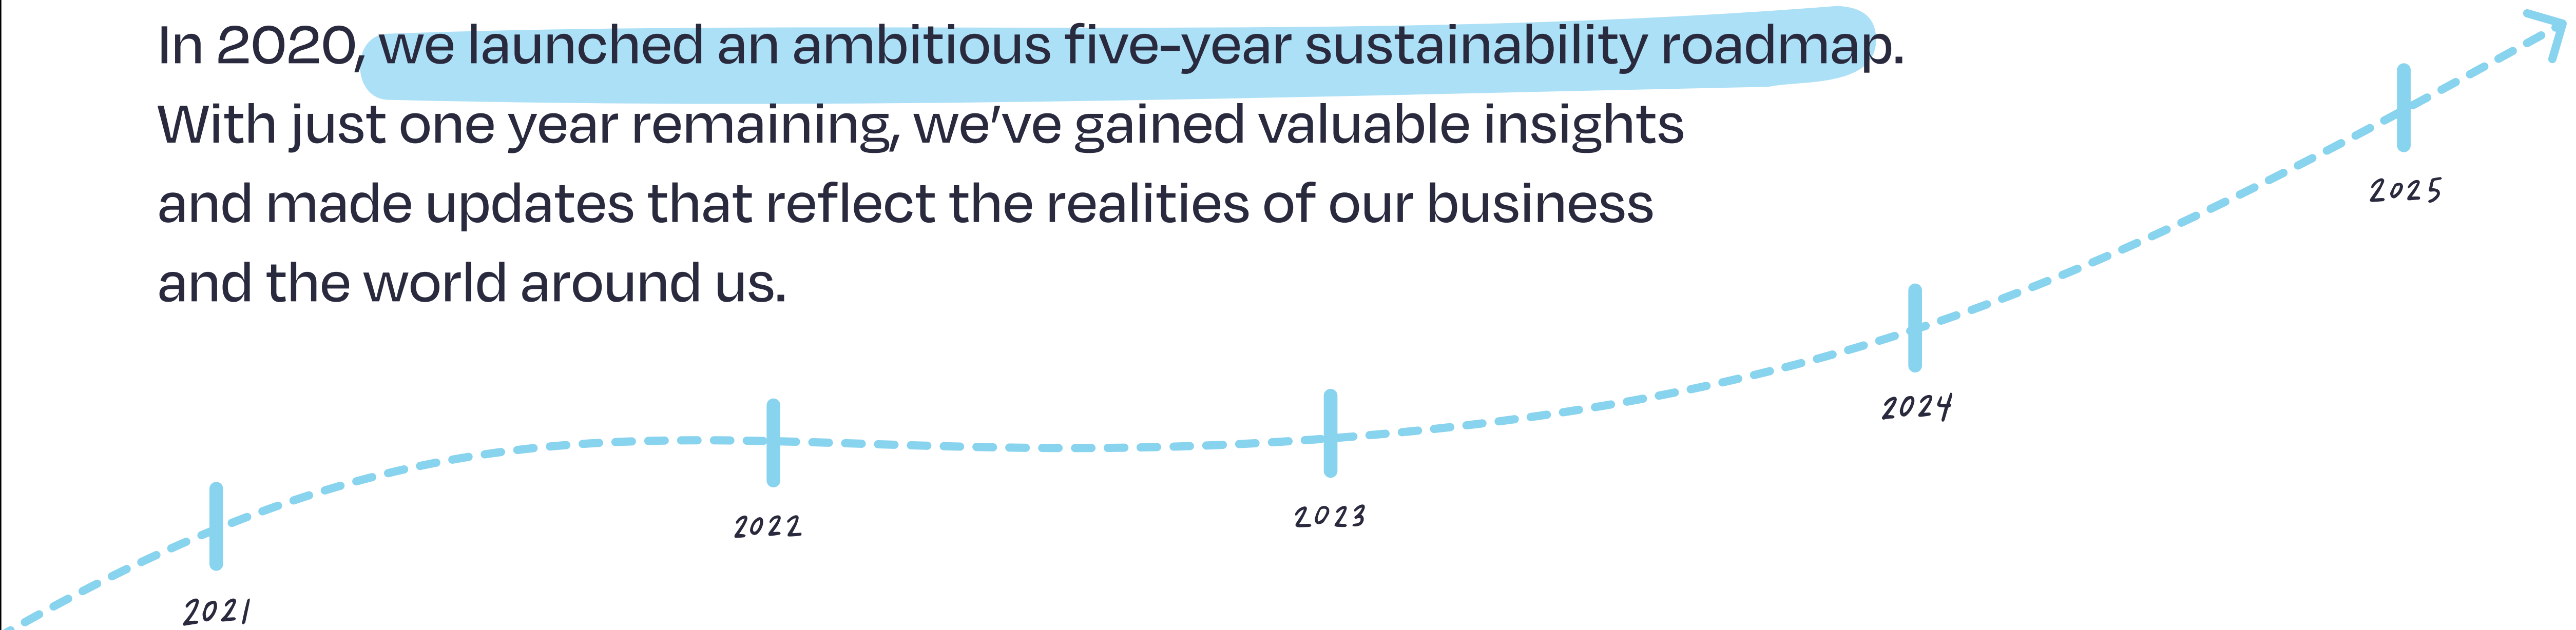 In 2020, we launched an ambitious five-year sustainability roadmap.
With just one year remaining, we’ve gained valuable insights
and made updates that reflect the realities of our business
and the world around us.
2021
2022
2023
2024
2025